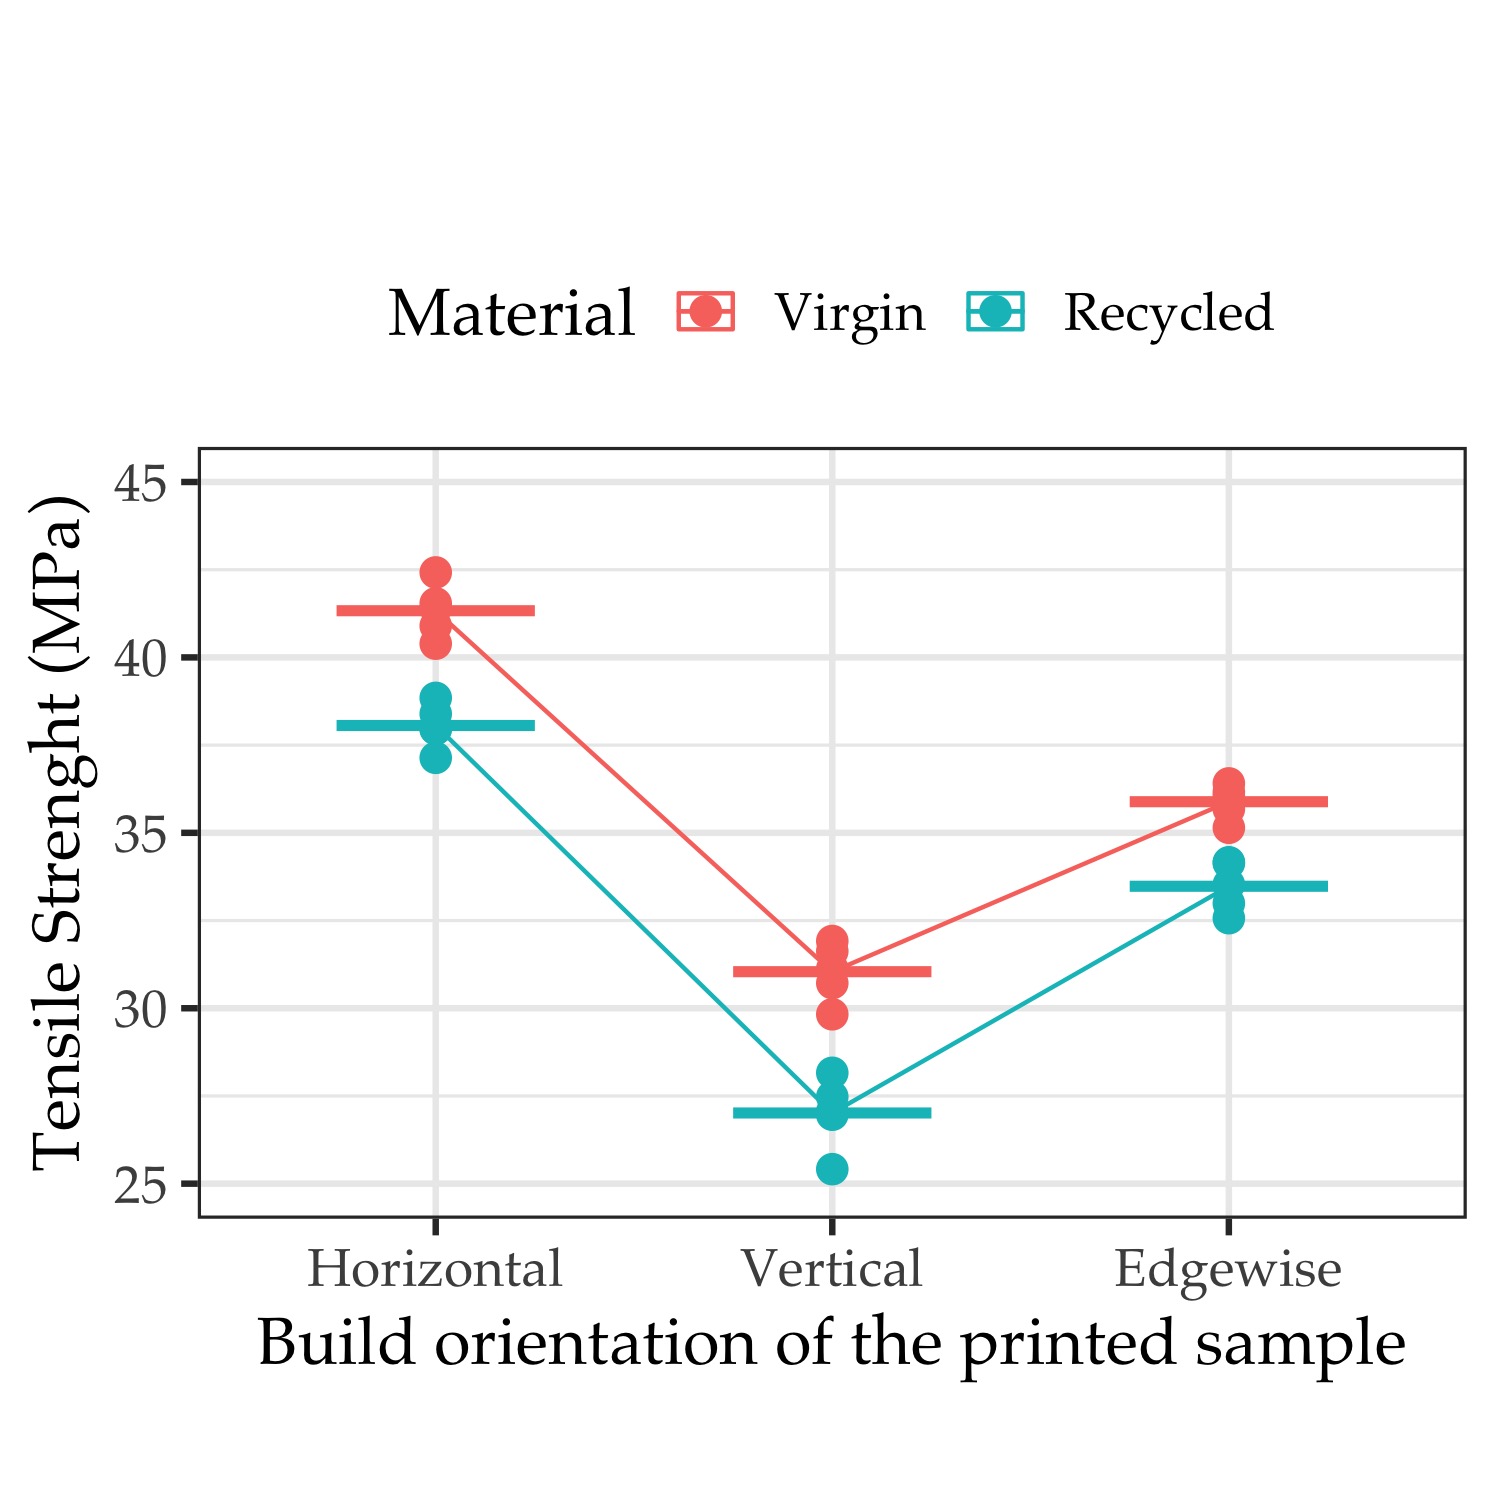 Material Virgin Recycled
Tensile Strenght (MPa)
45
40
35
30
25
Horizontal Vertical Edgewise
Build orientation of the printed sample